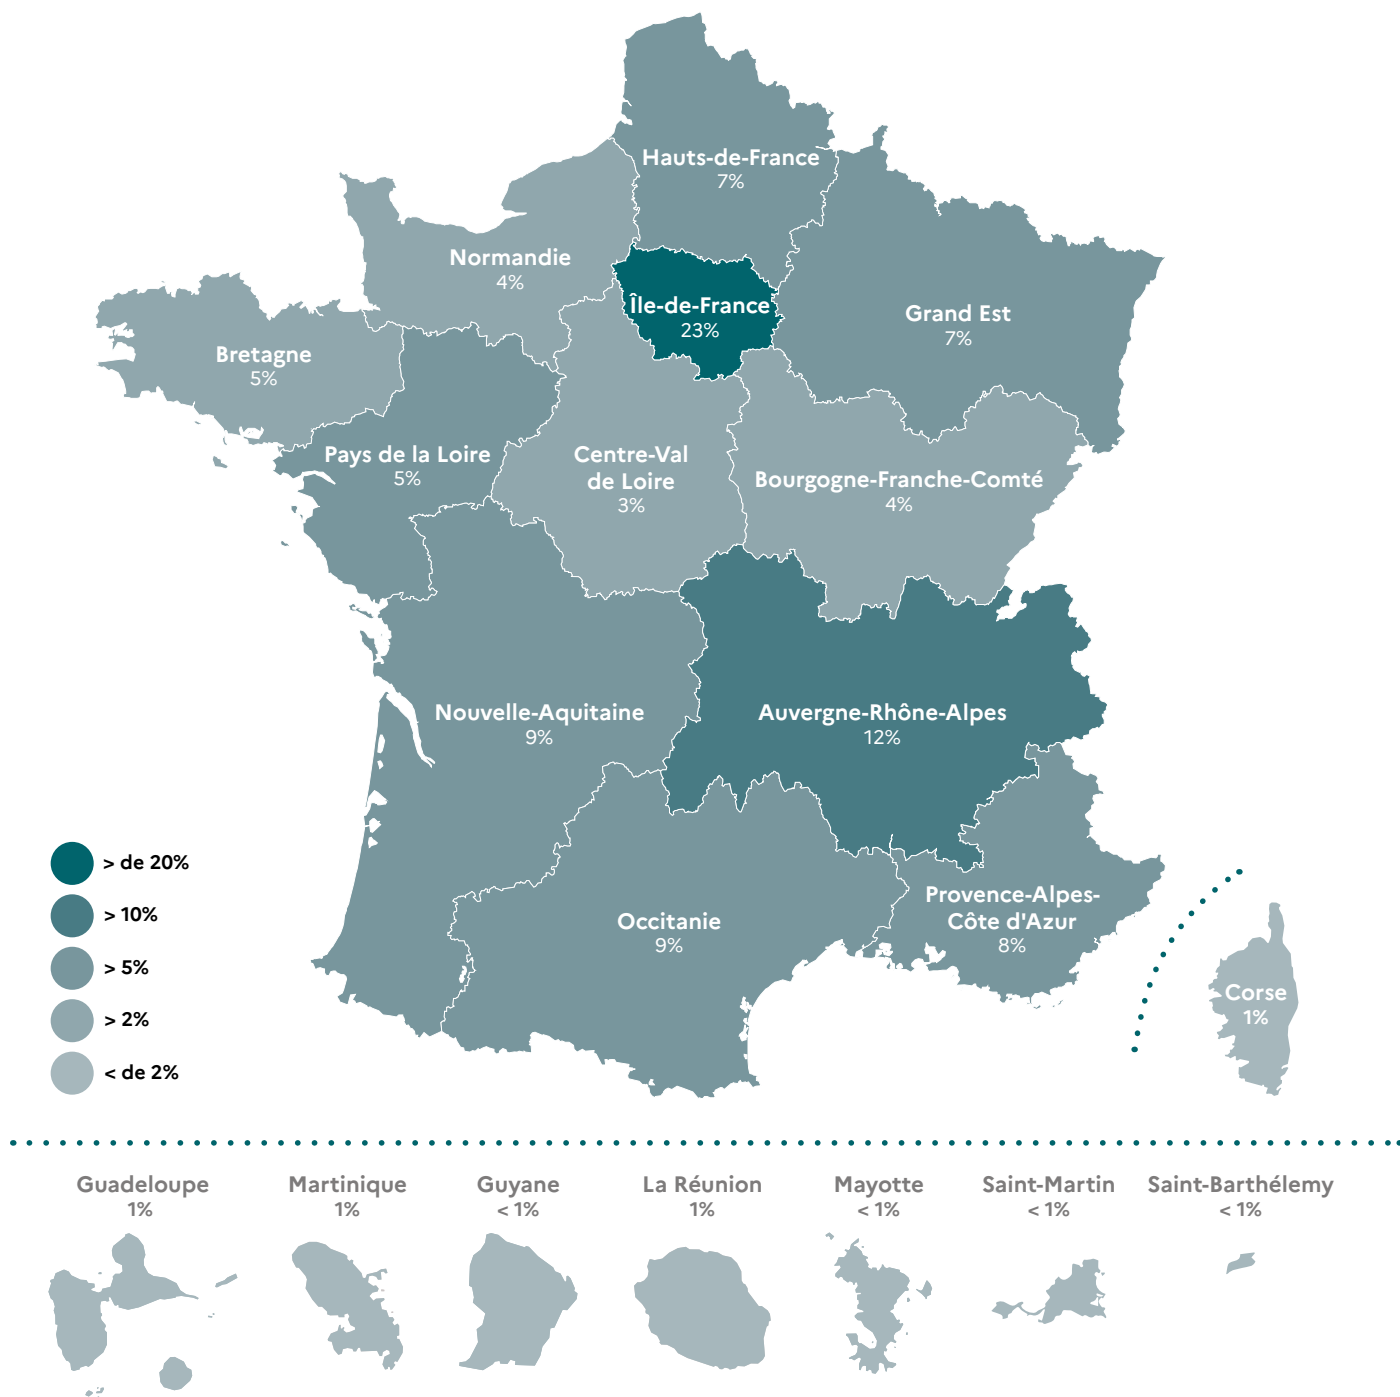 Hauts-de-France
7%
Normandie
4%
Île-de-France
23%
Grand Est
7%
Bretagne
5%
Pays de la Loire
5%
Centre-Val
de Loire
3%
Bourgogne-Franche-Comté
4%
Nouvelle-Aquitaine
9%
Auvergne-Rhône-Alpes
12%
Occitanie
9%
Provence-Alpes-
Côte d'Azur
8%
Corse
1%
> de 20%
> 10%
> 5%
> 2%
< de 2%
Guadeloupe
1%
Martinique
1%
Guyane
< 1%
La Réunion
1%
Mayotte
< 1%
Saint-Martin
< 1%
Saint-Barthélemy
< 1%